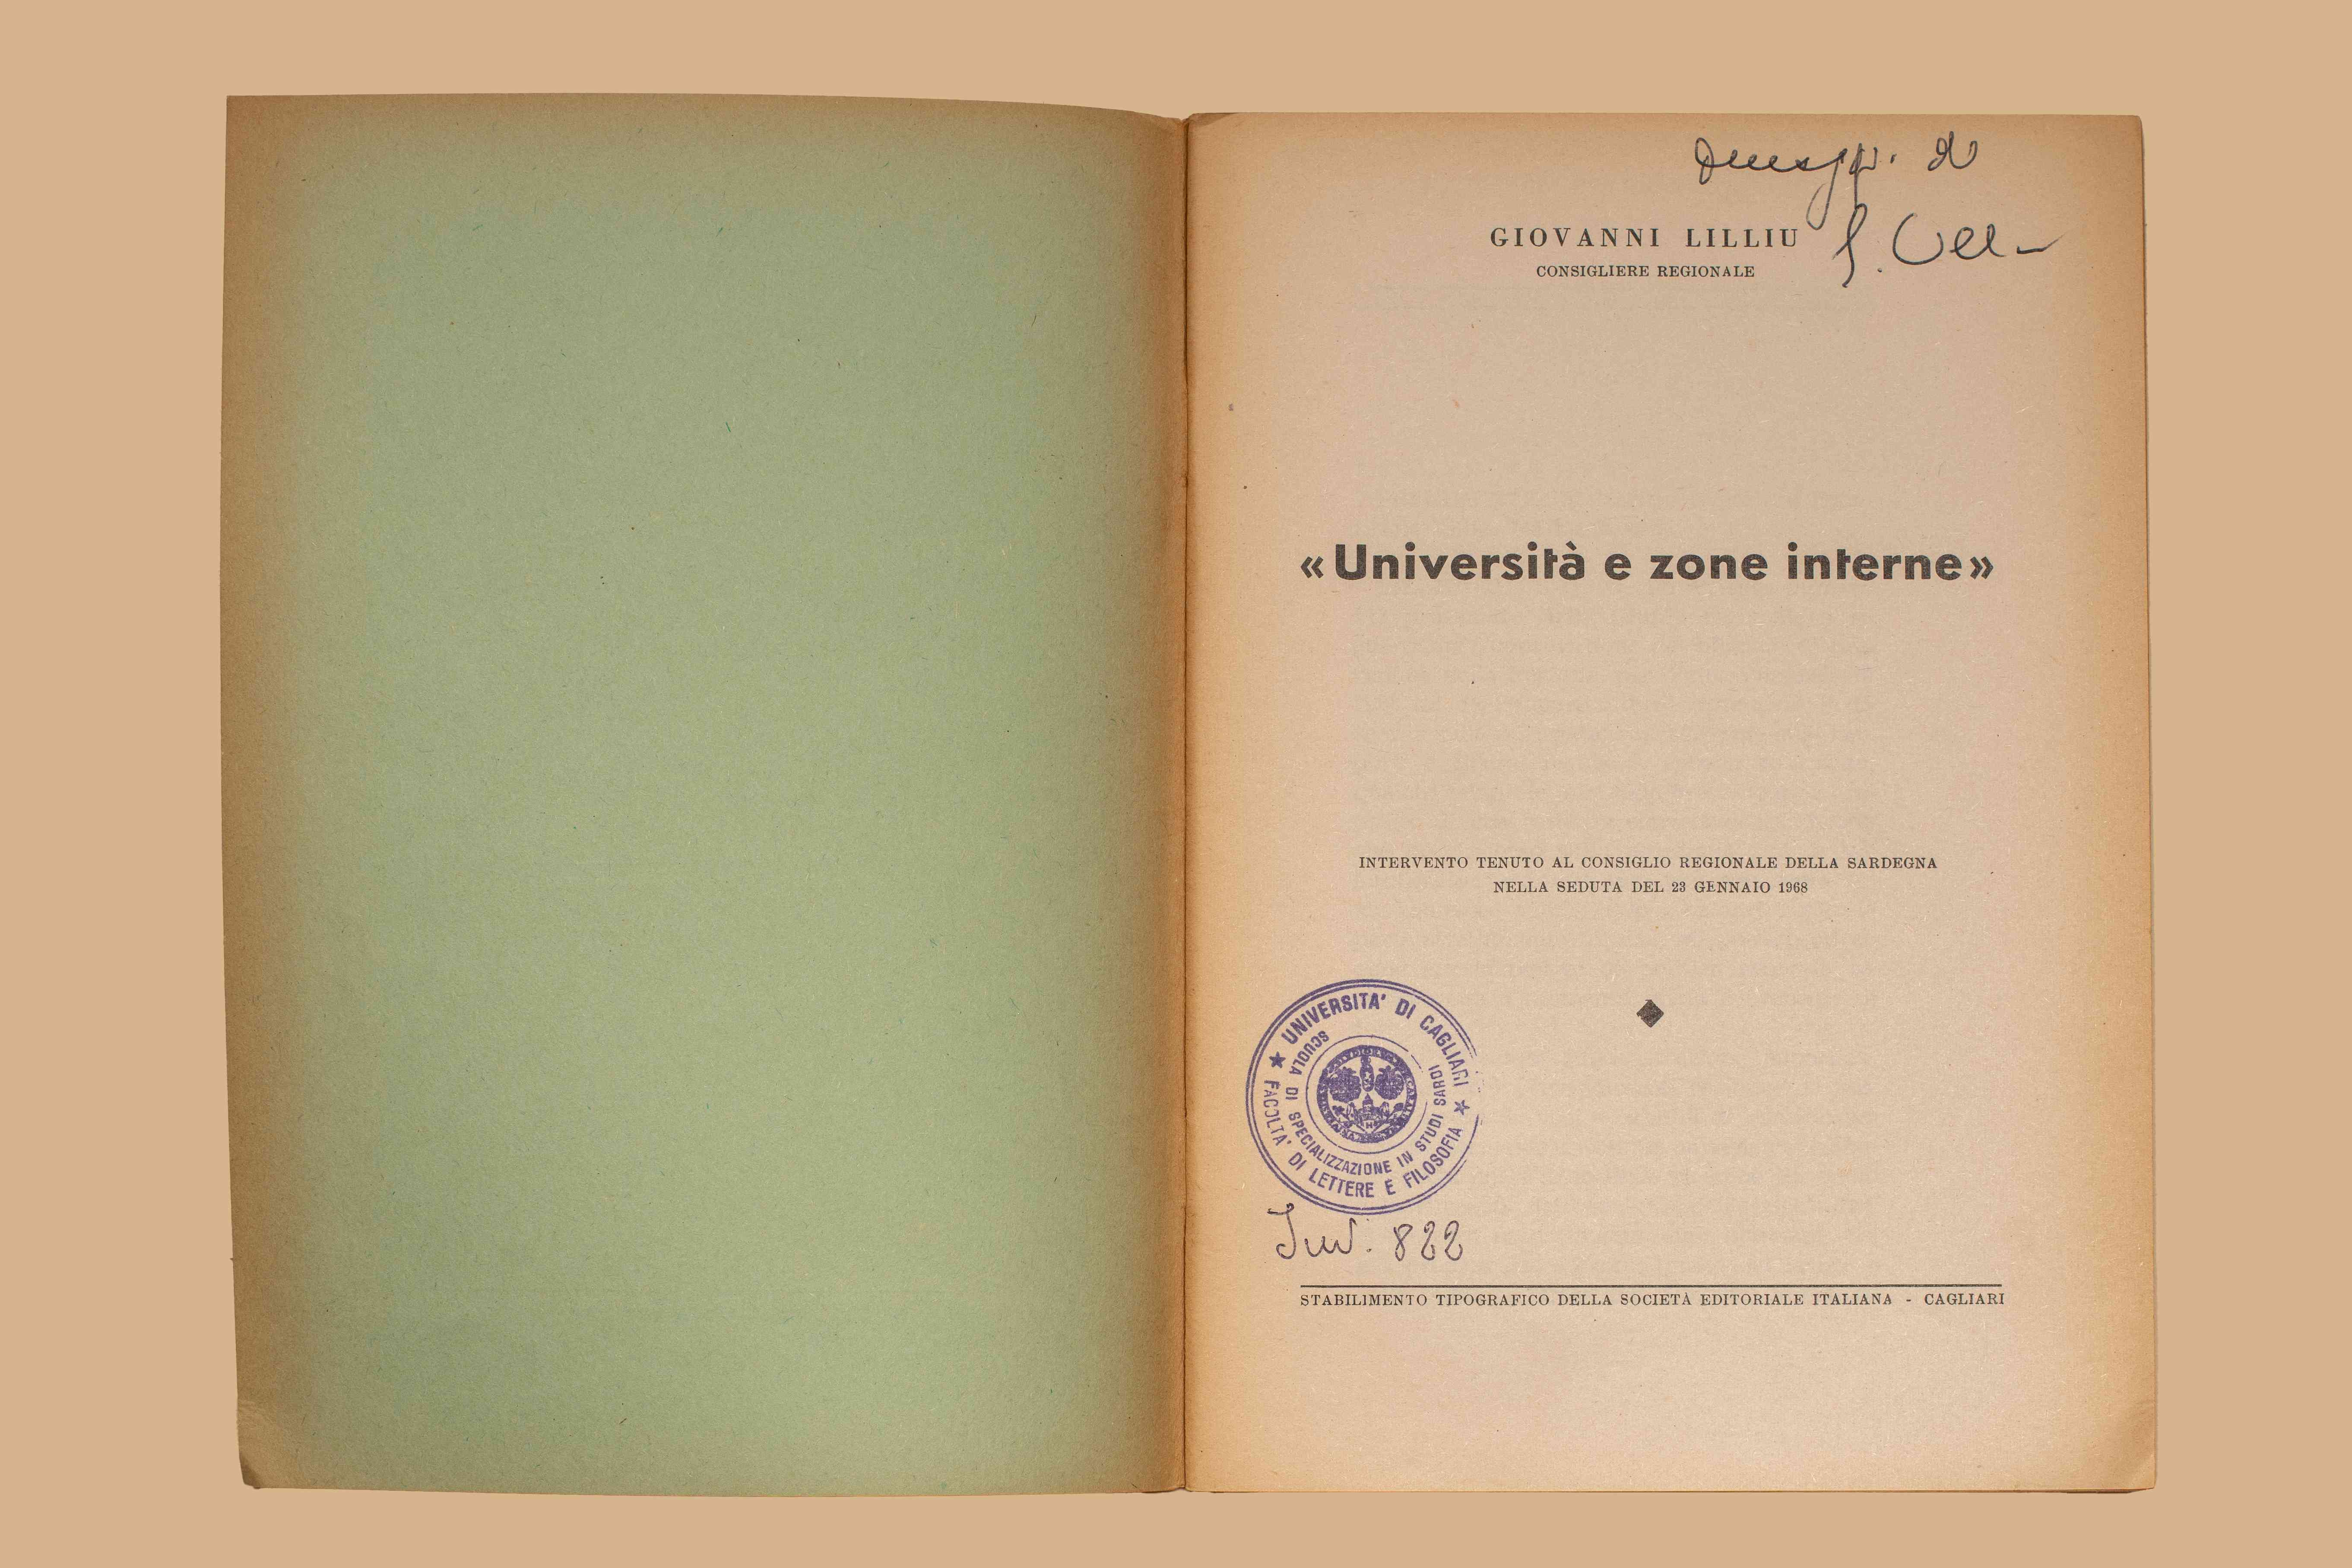 GIOVANNI LILLIU
CONSIGLIERE REGIONALE
«Università e zone interne»
INTERVENTO TENUTO AL CONSIGLIO REGIONALE DELLA SARDEGNA
NELLA SEDUTA DEL 23 GENNAIO 1968
★ UNIVERSITA' DI CAGLIARI ★
FACOLTA' DI LETTERE E FILOSOFIA
SCUOLA DI SPECIALIZZAZIONE IN STUDI SARDI
Inv. 822
STABILIMENTO TIPOGRAFICO DELLA SOCIETÀ EDITORIALE ITALIANA - CAGLIARI